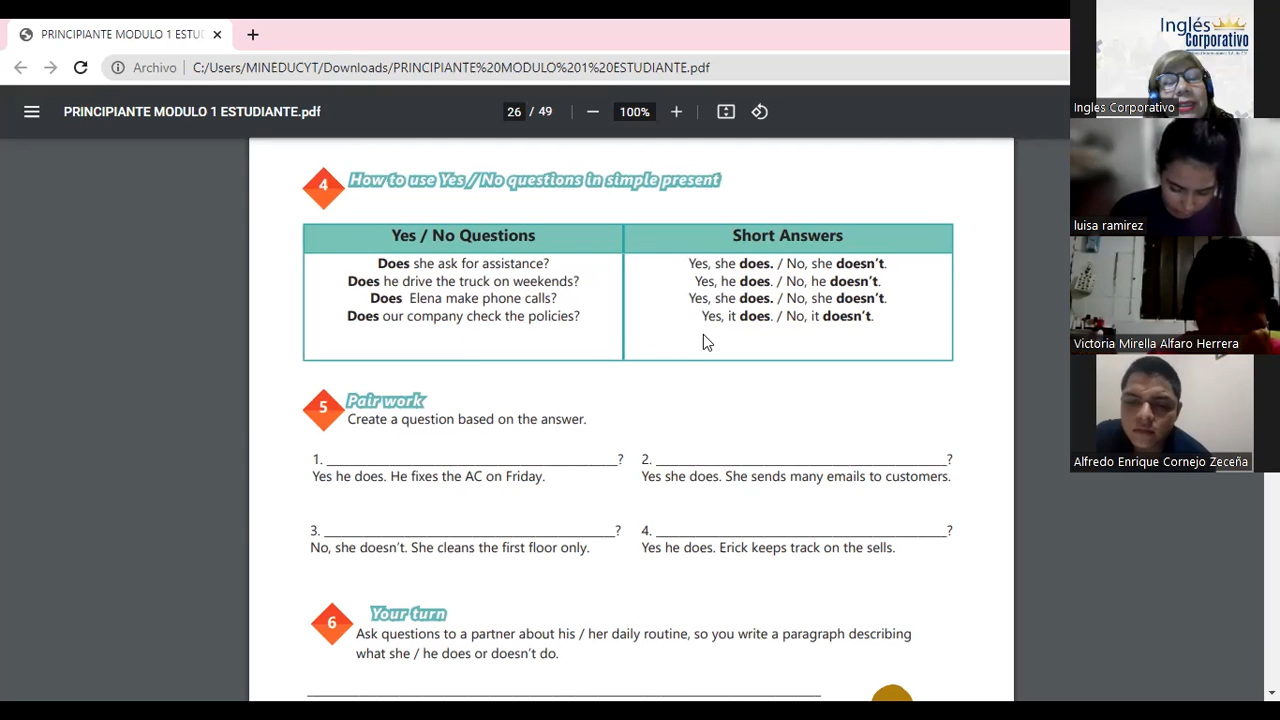 PRINCIPIANTE MODULO 1 ESTUDI
Archivo C:/Users/MINEDUCYT/Downloads/PRINCIPIANTE%20MODULO%201%20ESTUDIANTE.pdf
PRINCIPIANTE MODULO 1 ESTUDIANTE.pdf 26 / 49 100%
4 How to use Yes / No questions in simple present
Yes / No Questions Short Answers
Does she ask for assistance? Yes, she does. / No, she doesn't.
Does he drive the truck on weekends? Yes, he does. / No, he doesn't.
Does Elena make phone calls? Yes, she does. / No, she doesn't.
Does our company check the policies? Yes, it does. / No, it doesn't.
5 Pair work
Create a question based on the answer.
1. ? 2. ?
Yes he does. He fixes the AC on Friday. Yes she does. She sends many emails to customers.
3. ? 4. ?
No, she doesn't. She cleans the first floor only. Yes he does. Erick keeps track on the sells.
6 Your turn
Ask questions to a partner about his / her daily routine, so you write a paragraph describing
what she / he does or doesn't do.
Inglés
Corporativo
Ingles Corporativo
luisa ramirez
Victoria Mirella Alfaro Herrera
Alfredo Enrique Cornejo Zeceña